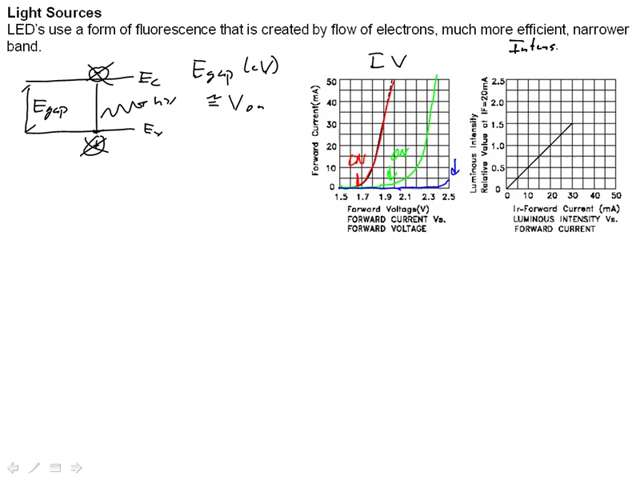 Light Sources
LED's use a form of fluorescence that is created by flow of electrons, much more efficient, narrower
band.
Intens.
Ec
Egap
hν
Ev
Egap (eV)
≅ Von
I V
Forward Current(mA)
50
40
30
20
10
0
1.5 1.7 1.9 2.1 2.3 2.5
Forward Voltage(V)
FORWARD CURRENT Vs.
FORWARD VOLTAGE
Luminous Intensity
Relative Value at IF=20mA
2.5
2.0
1.5
1.0
0.5
0
0 10 20 30 40 50
IF-Forward Current (mA)
LUMINOUS INTENSITY Vs.
FORWARD CURRENT